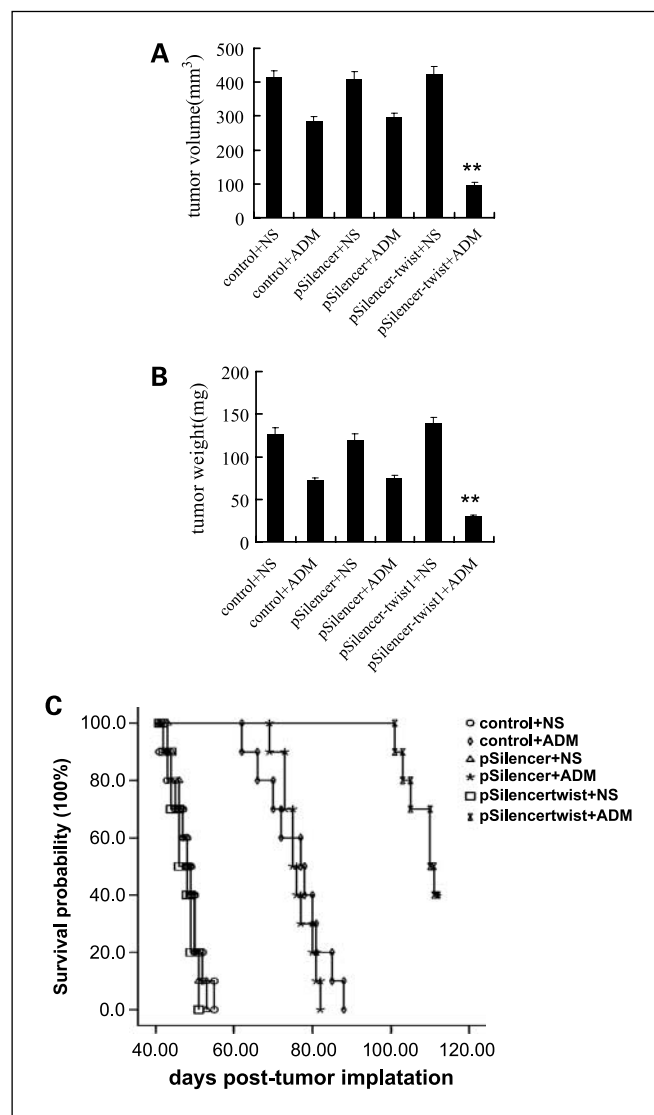 A
tumor volume(mm3)
500
400
300
200
100
0
**
control+NS
control+ADM
pSilencer+NS
pSilencer+ADM
pSilencer-twist+NS
pSilencer-twist+ADM
B
tumor weight(mg)
200
150
100
50
0
**
control+NS
control+ADM
pSilencer+NS
pSilencer+ADM
pSilencer-twist1+NS
pSilencer-twist1+ADM
C
Survival probability (100%)
100.0
80.0
60.0
40.0
20.0
0.0
control+NS
control+ADM
pSilencer+NS
pSilencer+ADM
pSilencertwist+NS
pSilencertwist+ADM
40.00 60.00 80.00 100.00 120.00
days post-tumor implatation